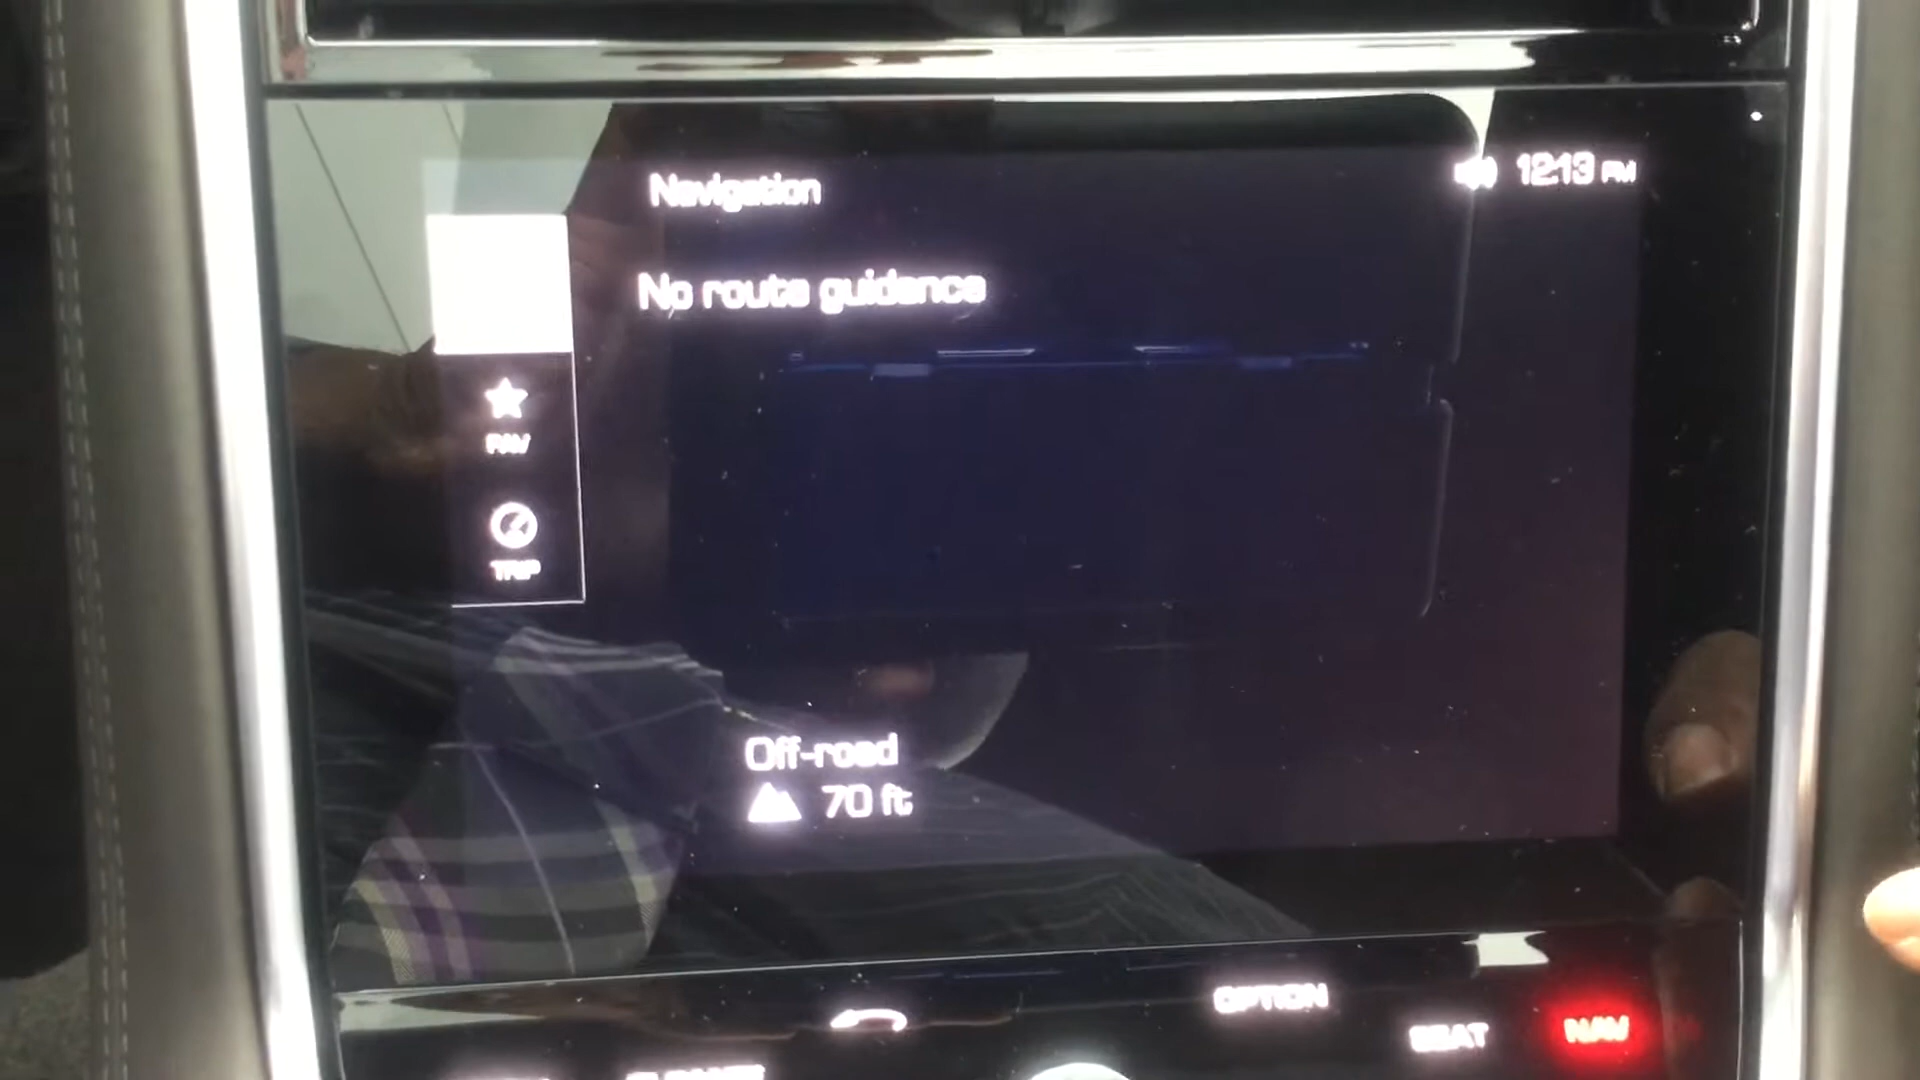 Navigation
12:13 PM
No route guidance
FAV
TRIP
Off-road
70 ft
OPTION
SEAT
NAV